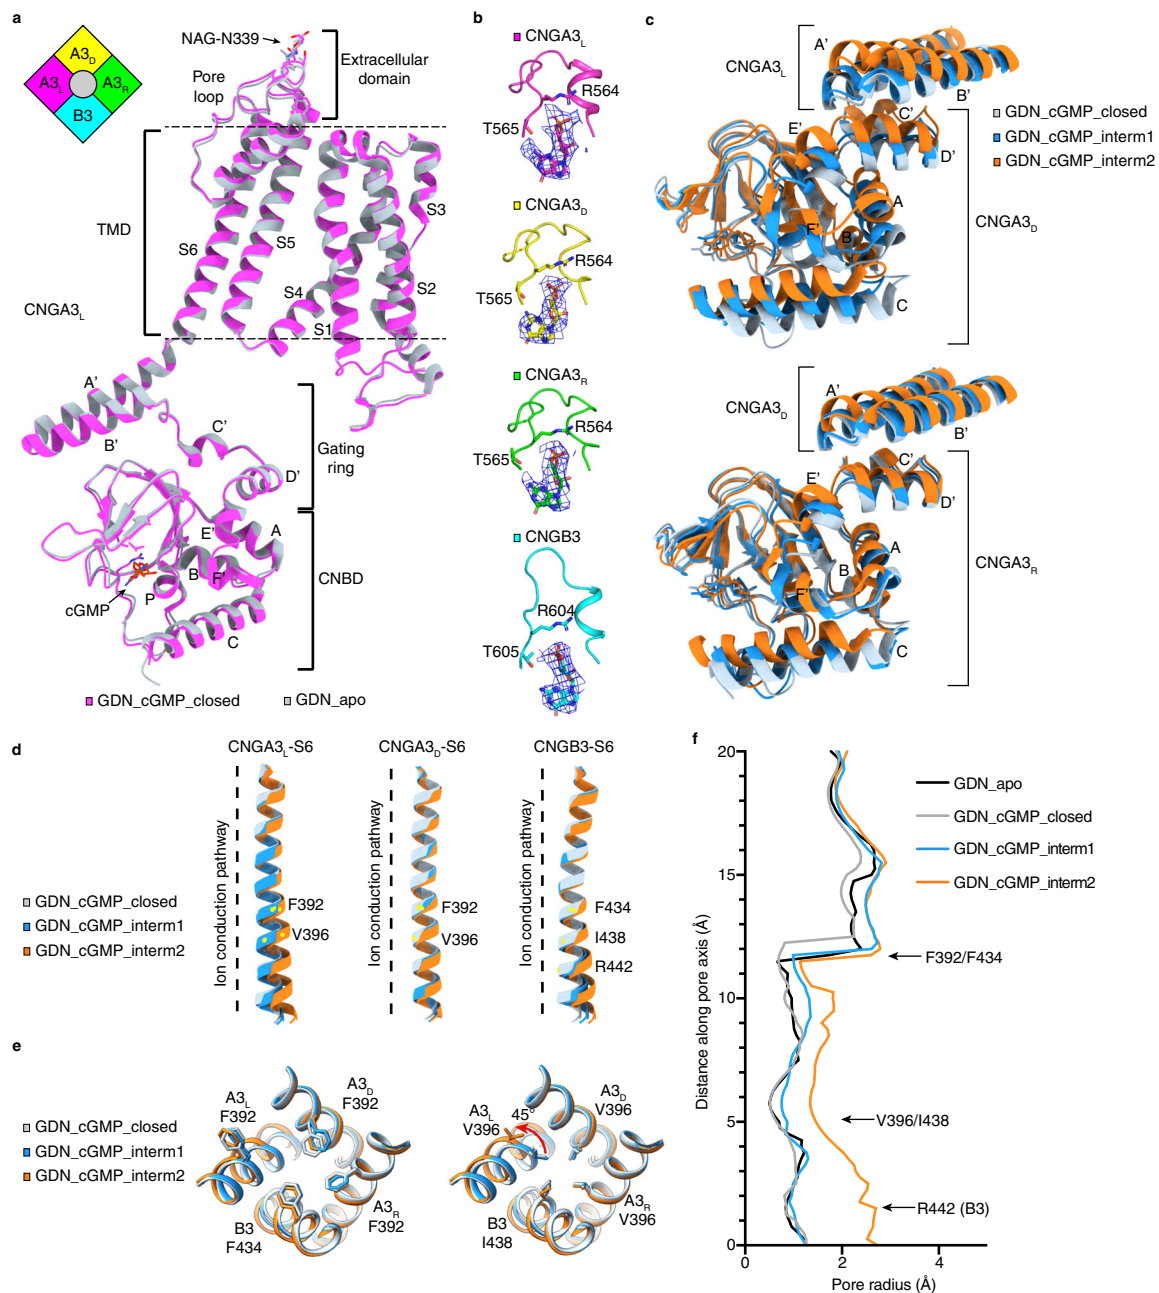 a
A3D
A3L
A3R
B3
NAG-N339
Extracellular
domain
Pore
loop
TMD
S3
S5
S6
S2
S4
S1
CNGA3L
A'
B'
C'
D'
Gating
ring
E'
A
B
F'
P
cGMP
C
CNBD
GDN_cGMP_closed
GDN_apo
b
CNGA3L
R564
T565
CNGA3D
R564
T565
CNGA3R
R564
T565
CNGB3
R604
T605
c
CNGA3L
A'
B'
C'
E'
D'
A
F'
B
C
CNGA3D
GDN_cGMP_closed
GDN_cGMP_interm1
GDN_cGMP_interm2
CNGA3D
A'
B'
C'
E'
D'
A
B
F'
C
CNGA3R
d
CNGA3L-S6
CNGA3D-S6
CNGB3-S6
Ion conduction pathway
Ion conduction pathway
Ion conduction pathway
GDN_cGMP_closed
GDN_cGMP_interm1
GDN_cGMP_interm2
F392
V396
F392
V396
F434
I438
R442
e
GDN_cGMP_closed
GDN_cGMP_interm1
GDN_cGMP_interm2
A3L
F392
A3D
F392
A3R
F392
B3
F434
A3L
V396
45°
A3D
V396
A3R
V396
B3
I438
f
20
15
10
5
0
Distance along pore axis (Å)
GDN_apo
GDN_cGMP_closed
GDN_cGMP_interm1
GDN_cGMP_interm2
F392/F434
V396/I438
R442 (B3)
0
2
4
Pore radius (Å)